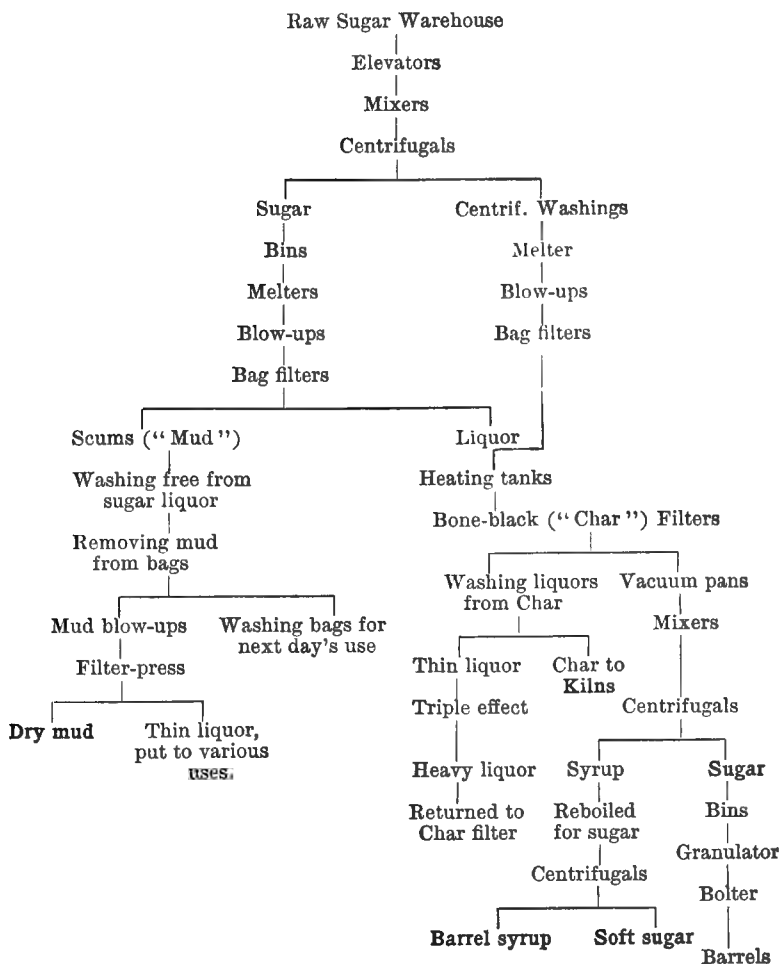 Raw Sugar Warehouse
Elevators
Mixers
Centrifugals
Sugar
Centrif. Washings
Bins
Melter
Melters
Blow-ups
Blow-ups
Bag filters
Bag filters
Scums (“Mud”)
Liquor
Washing free from
sugar liquor
Heating tanks
Bone-black (“Char”) Filters
Removing mud
from bags
Washing liquors
from Char
Vacuum pans
Mixers
Mud blow-ups
Washing bags for
next day's use
Filter-press
Thin liquor
Char to
Kilns
Triple effect
Centrifugals
Dry mud
Thin liquor,
put to various
uses.
Heavy liquor
Syrup
Sugar
Returned to
Char filter
Reboiled
for sugar
Bins
Granulator
Centrifugals
Bolter
Barrel syrup
Soft sugar
Barrels